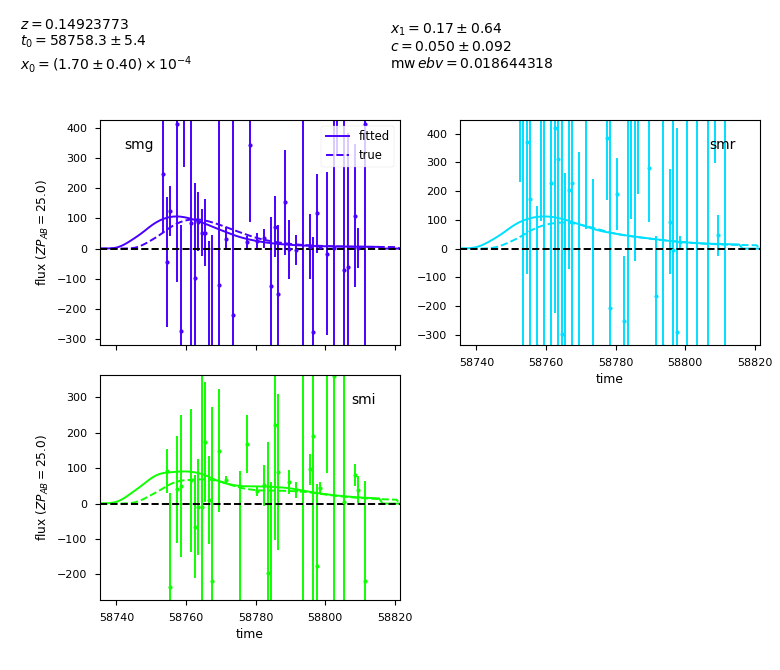 z = 0.14923773
t₀ = 58758.3 ± 5.4
x₀ = (1.70 ± 0.40) × 10⁻⁴
x₁ = 0.17 ± 0.64
c = 0.050 ± 0.092
mw ebv = 0.018644318
smg
fitted
true
400
300
200
100
0
−100
−200
−300
flux (ZP_AB = 25.0)
smr
400
300
200
100
0
−100
−200
−300
58740 58760 58780 58800 58820
time
smi
300
200
100
0
−100
−200
flux (ZP_AB = 25.0)
58740 58760 58780 58800 58820
time